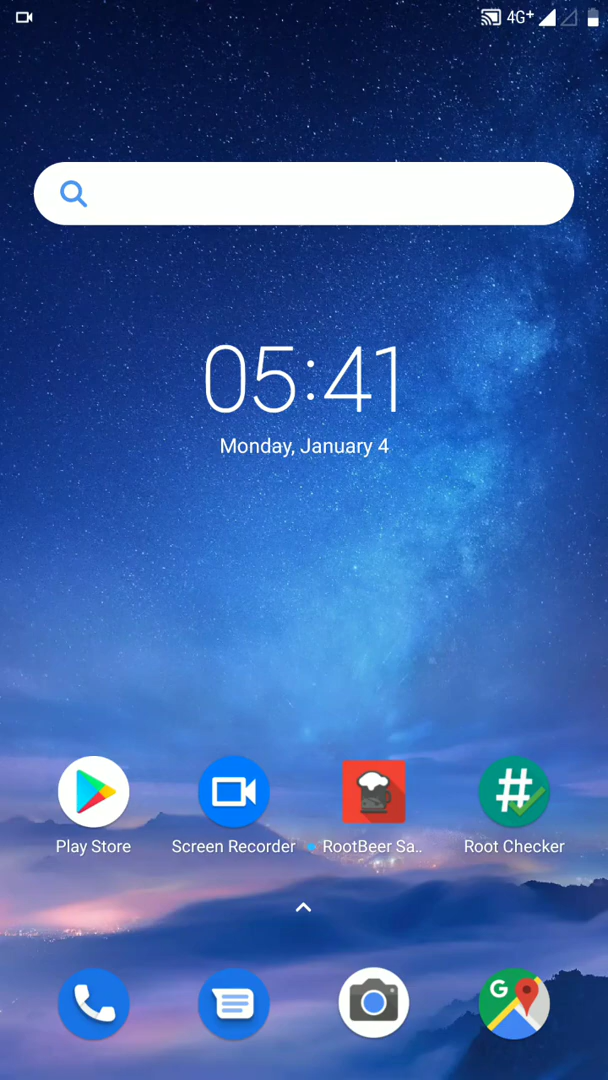 4G+
05:41
Monday, January 4
Play Store
Screen Recorder
RootBeer Sa..
Root Checker